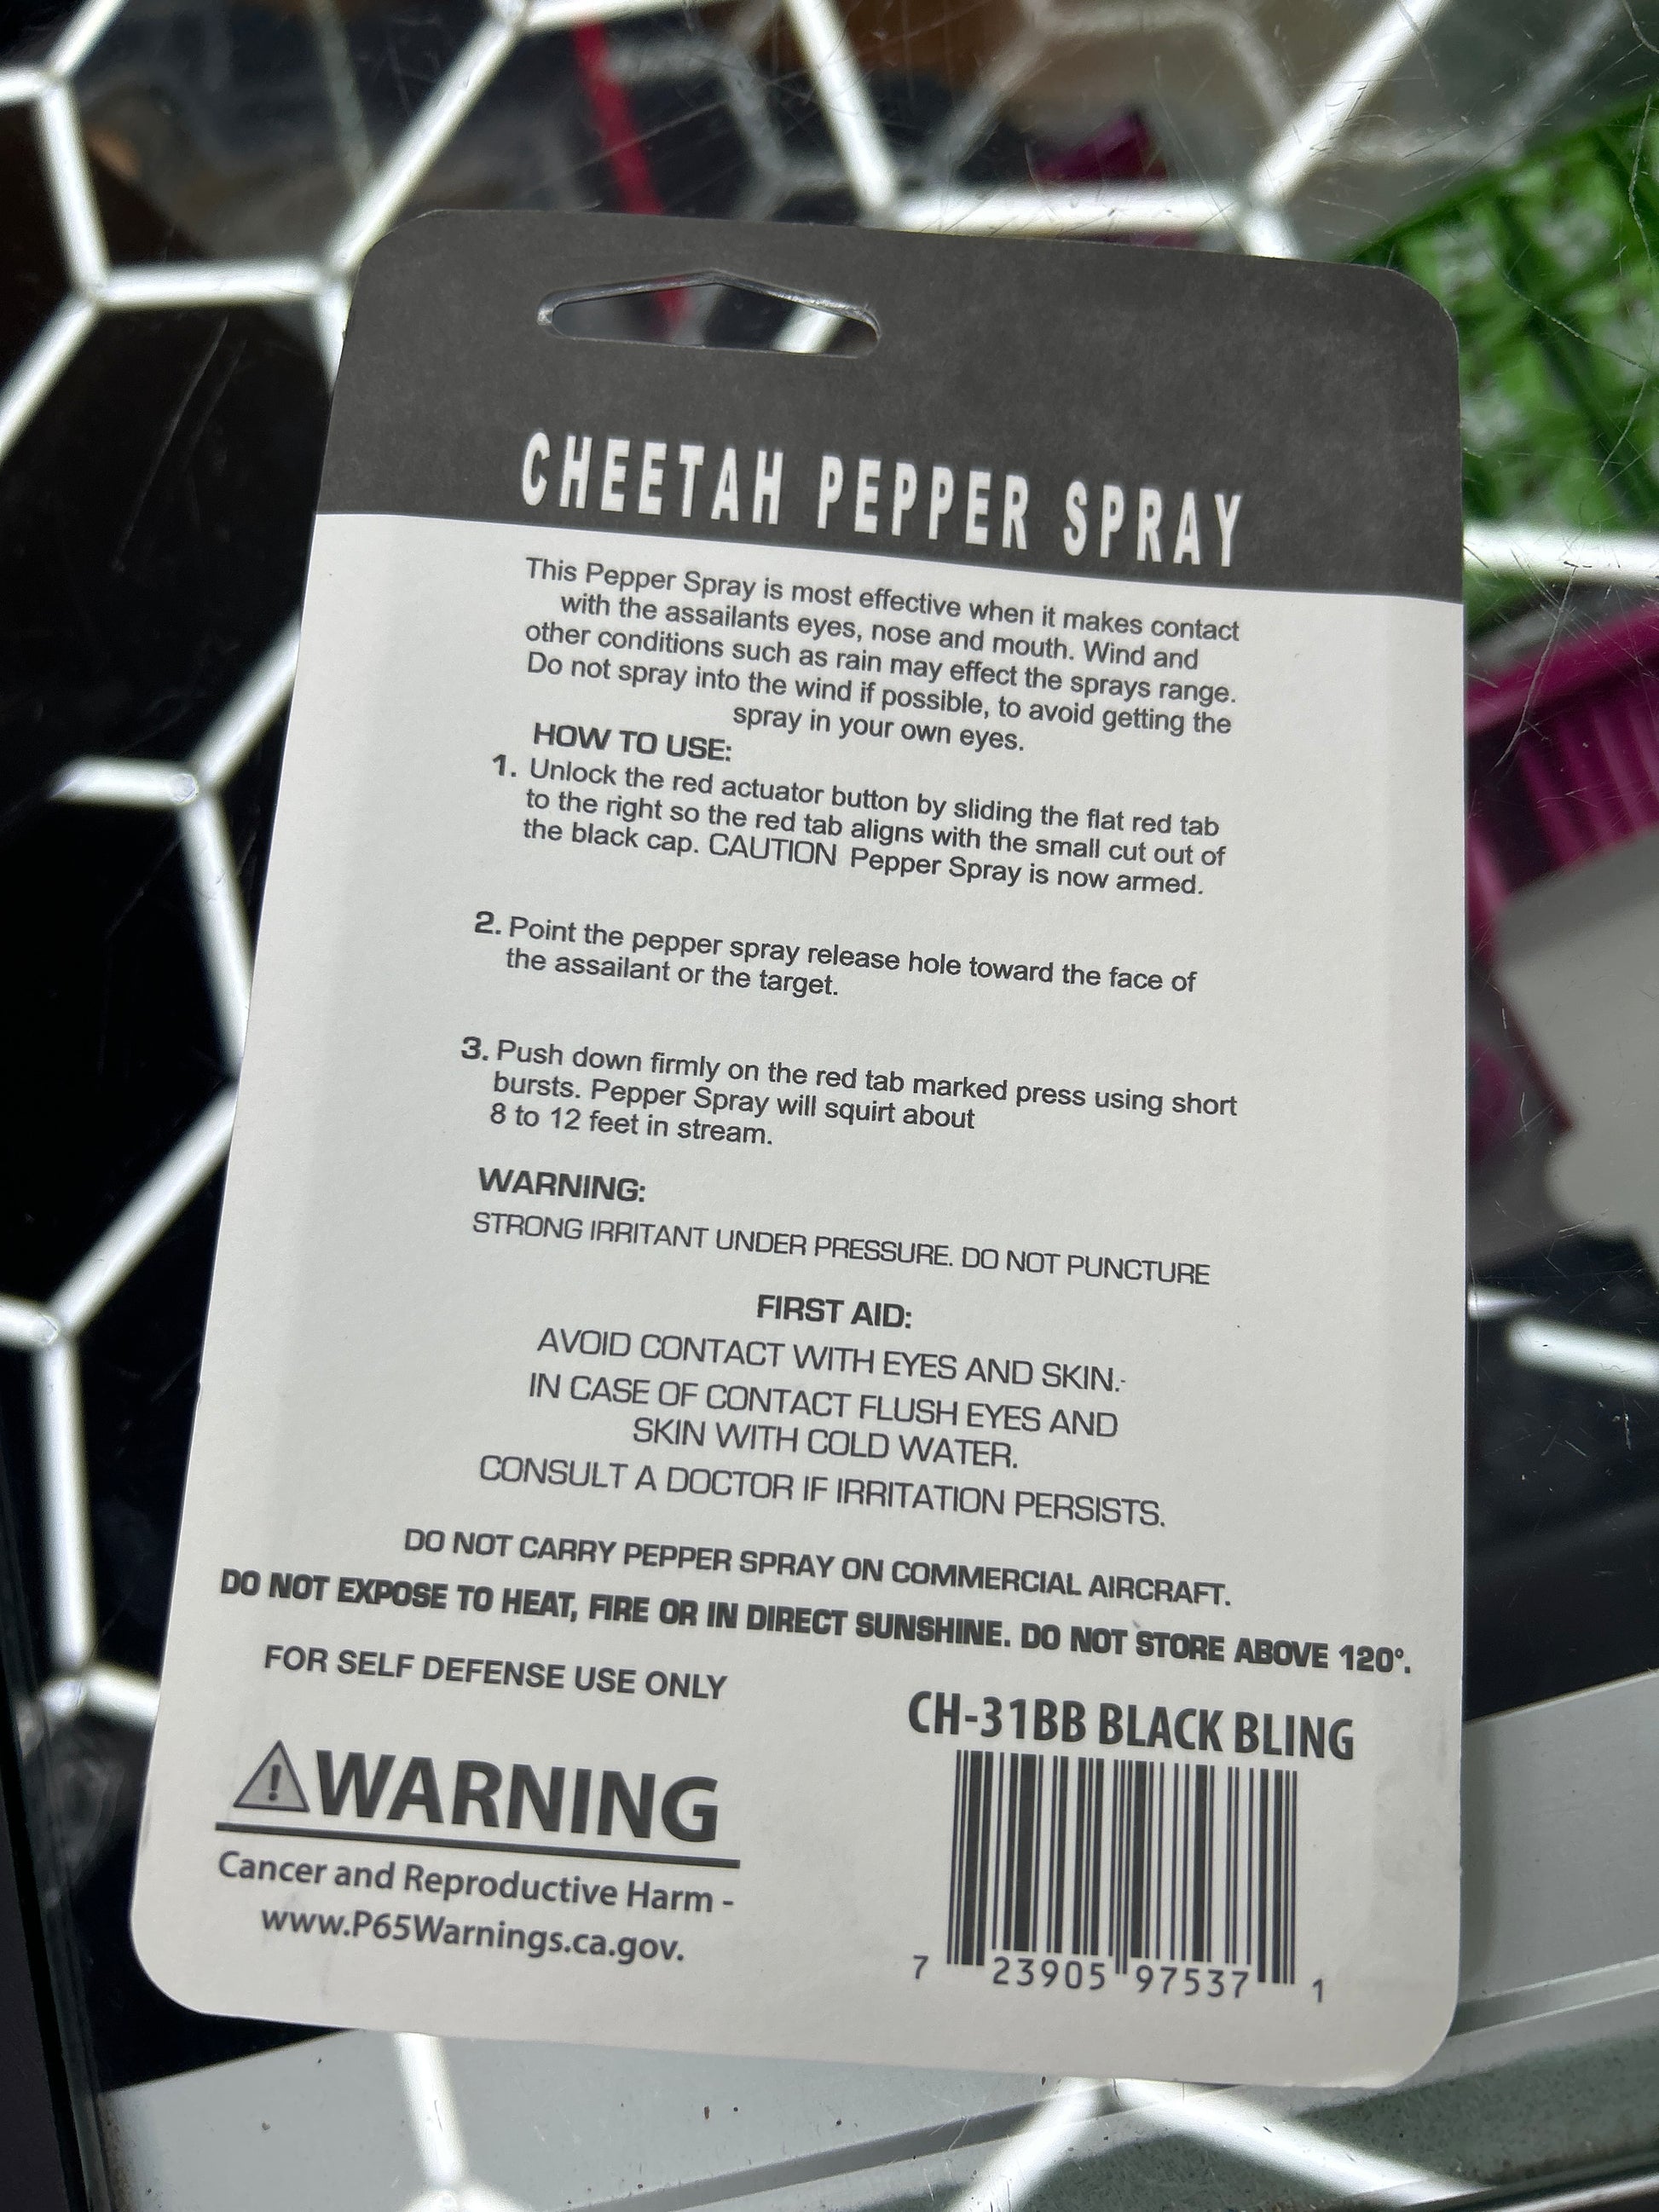 CHEETAH PEPPER SPRAY
This Pepper Spray is most effective when it makes contact
with the assailants eyes, nose and mouth. Wind and
other conditions such as rain may effect the sprays range.
Do not spray into the wind if possible, to avoid getting the
spray in your own eyes.
HOW TO USE:
1. Unlock the red actuator button by sliding the flat red tab
to the right so the red tab aligns with the small cut out of
the black cap. CAUTION Pepper Spray is now armed.
2. Point the pepper spray release hole toward the face of
the assailant or the target.
3. Push down firmly on the red tab marked press using short
bursts. Pepper Spray will squirt about
8 to 12 feet in stream.
WARNING:
STRONG IRRITANT UNDER PRESSURE. DO NOT PUNCTURE
FIRST AID:
AVOID CONTACT WITH EYES AND SKIN.-
IN CASE OF CONTACT FLUSH EYES AND
SKIN WITH COLD WATER.
CONSULT A DOCTOR IF IRRITATION PERSISTS.
DO NOT CARRY PEPPER SPRAY ON COMMERCIAL AIRCRAFT.
DO NOT EXPOSE TO HEAT, FIRE OR IN DIRECT SUNSHINE. DO NOT STORE ABOVE 120°.
FOR SELF DEFENSE USE ONLY
WARNING
Cancer and Reproductive Harm -
www.P65Warnings.ca.gov.
CH-31BB BLACK BLING
7 23905 97537 1